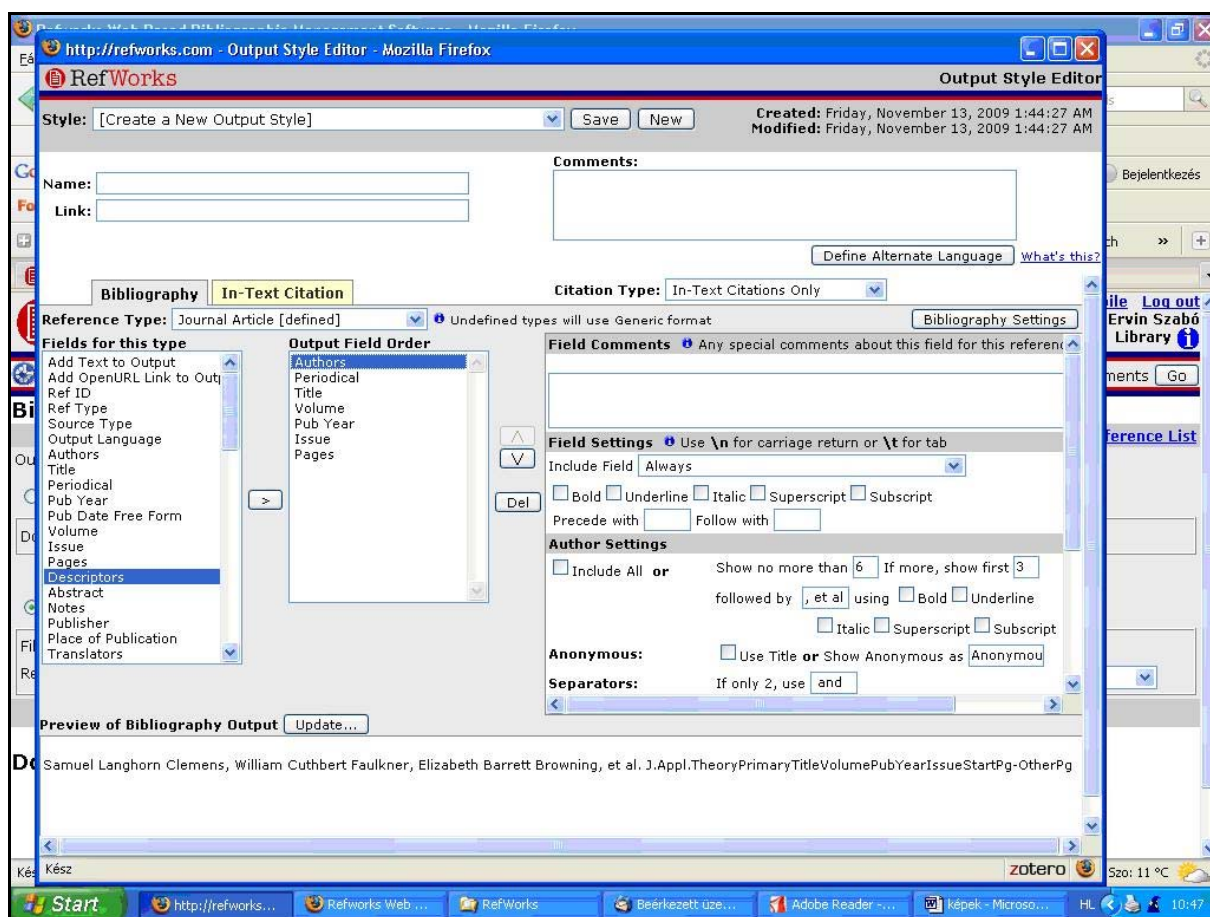 http://refworks.com - Output Style Editor - Mozilla Firefox
RefWorks
Output Style Editor
Style: [Create a New Output Style] Save New
Created: Friday, November 13, 2009 1:44:27 AM
Modified: Friday, November 13, 2009 1:44:27 AM
Name:
Link:
Comments:
Define Alternate Language What's this?
Bibliography In-Text Citation
Citation Type: In-Text Citations Only
Reference Type: Journal Article [defined] Undefined types will use Generic format Bibliography Settings
Fields for this type
Add Text to Output
Add OpenURL Link to Outp
Ref ID
Ref Type
Source Type
Output Language
Authors
Title
Periodical
Pub Year
Pub Date Free Form
Volume
Issue
Pages
Descriptors
Abstract
Notes
Publisher
Place of Publication
Translators
>
Output Field Order
Authors
Periodical
Title
Volume
Pub Year
Issue
Pages
Del
Field Comments Any special comments about this field for this referen
Field Settings Use \n for carriage return or \t for tab
Include Field Always
Bold Underline Italic Superscript Subscript
Precede with Follow with
Author Settings
Include All or Show no more than 6 If more, show first 3
followed by , et al using Bold Underline
Italic Superscript Subscript
Anonymous: Use Title or Show Anonymous as Anonymou
Separators: If only 2, use and
Preview of Bibliography Output Update...
Samuel Langhorn Clemens, William Cuthbert Faulkner, Elizabeth Barrett Browning, et al. J.Appl.TheoryPrimaryTitleVolumePubYearIssueStartPg-OtherPg
Kész
zotero
Bejelentkezés
Log out
Ervin Szabó
Library
Go
ference List
Szo: 11 °C
Start http://refworks... Refworks Web ... RefWorks Beérkezett üze... Adobe Reader -... képek - Microso... HL 10:47